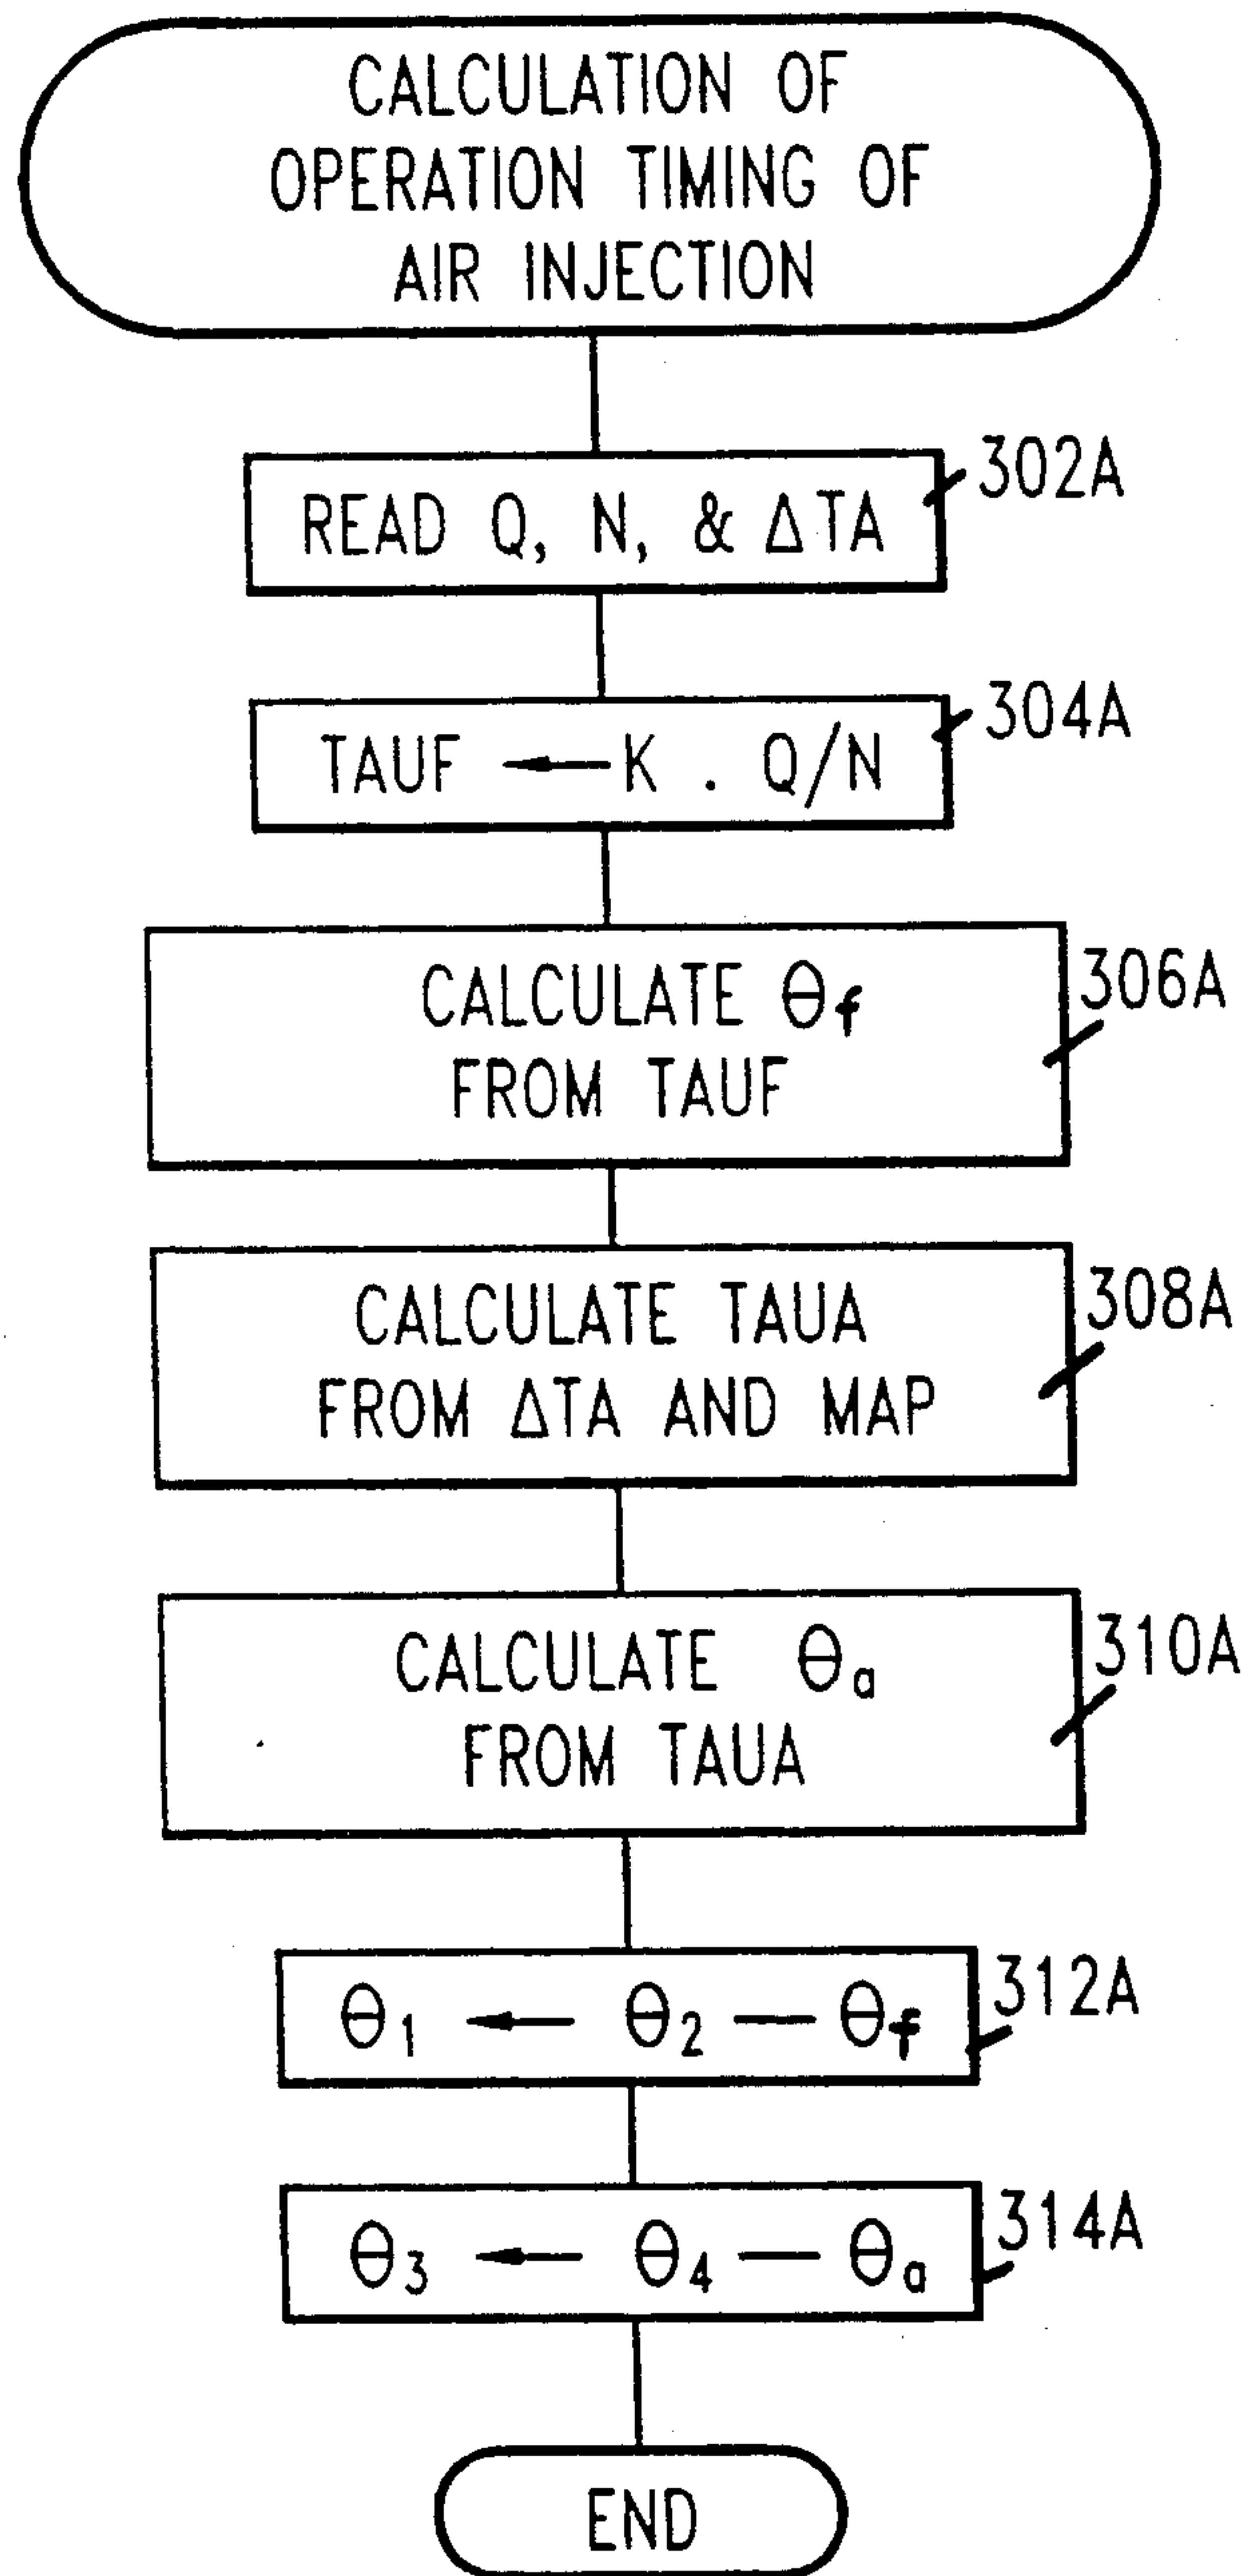 CALCULATION OF
OPERATION TIMING OF
AIR INJECTION
302A
READ Q, N, & ΔTA
304A
TAUF ← K . Q/N
306A
CALCULATE Θf
FROM TAUF
308A
CALCULATE TAUA
FROM ΔTA AND MAP
310A
CALCULATE Θa
FROM TAUA
312A
Θ1 ← Θ2 — Θf
314A
Θ3 ← Θ4 — Θa
END